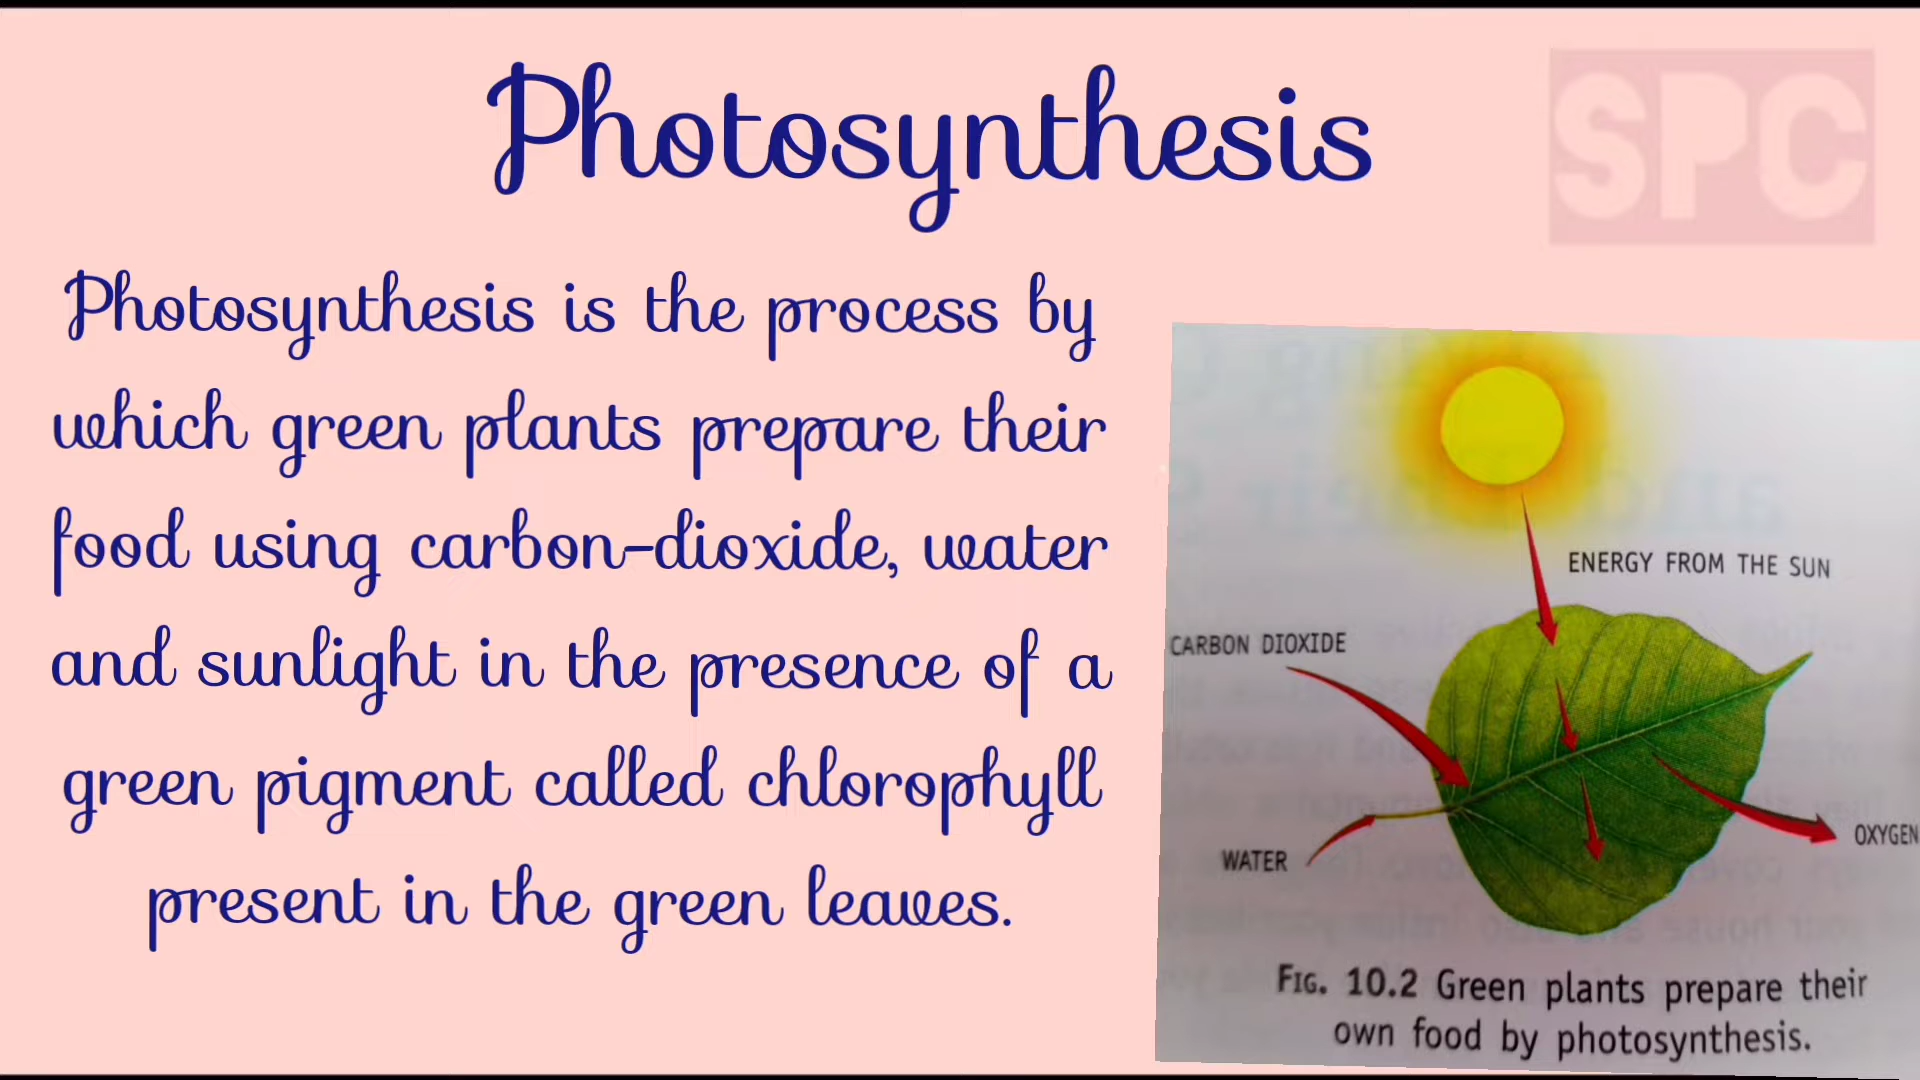 Photosynthesis
SPC
Photosynthesis is the process by
which green plants prepare their
food using carbon-dioxide, water
and sunlight in the presence of a
green pigment called chlorophyll
present in the green leaves.
ENERGY FROM THE SUN
CARBON DIOXIDE
WATER
OXYGEN
FIG. 10.2 Green plants prepare their
own food by photosynthesis.